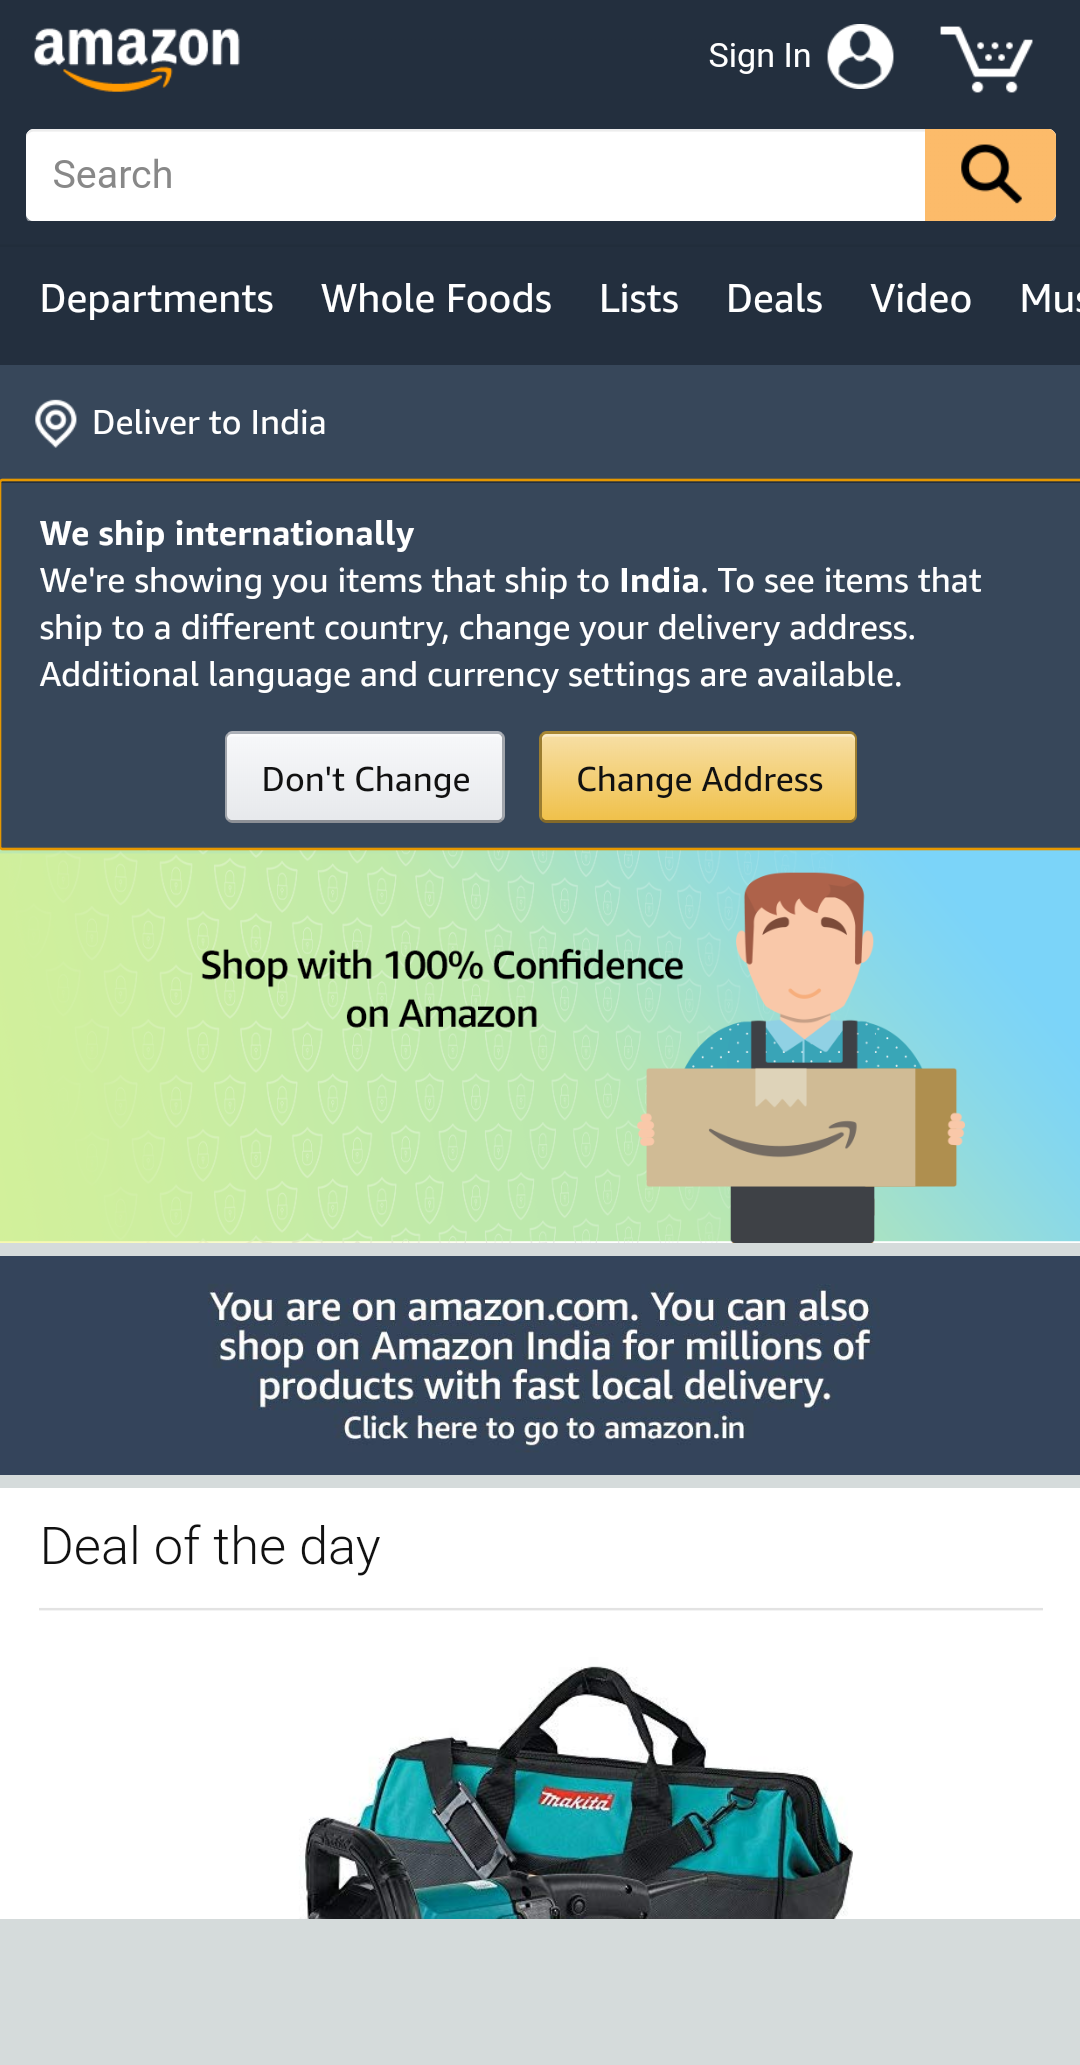 amazon
Sign In
Search
Departments Whole Foods Lists Deals Video Mus
Deliver to India
We ship internationally
We're showing you items that ship to India. To see items that
ship to a different country, change your delivery address.
Additional language and currency settings are available.
Don't Change Change Address
Shop with 100% Confidence
on Amazon
You are on amazon.com. You can also
shop on Amazon India for millions of
products with fast local delivery.
Click here to go to amazon.in
Deal of the day
makita